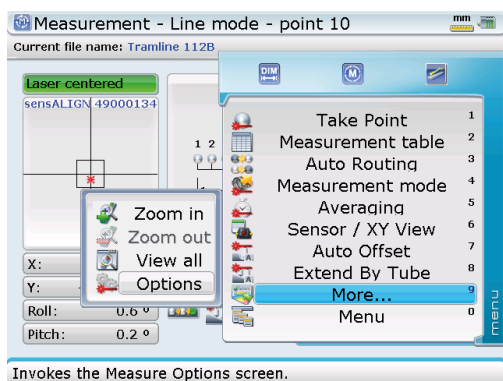 Measurement - Line mode - point 10
mm
Current file name: Tramline 112B
Laser centered
sensALIGN 49000134
1 2
DIM
M
Take Point 1
Measurement table 2
Auto Routing 3
Measurement mode 4
Averaging 5
Sensor / XY View 6
Auto Offset 7
Extend By Tube 8
More... 9
Menu 0
menu
Zoom in
Zoom out
View all
Options
X:
Y:
Roll: 0.6 º
Pitch: 0.2 º
Invokes the Measure Options screen.